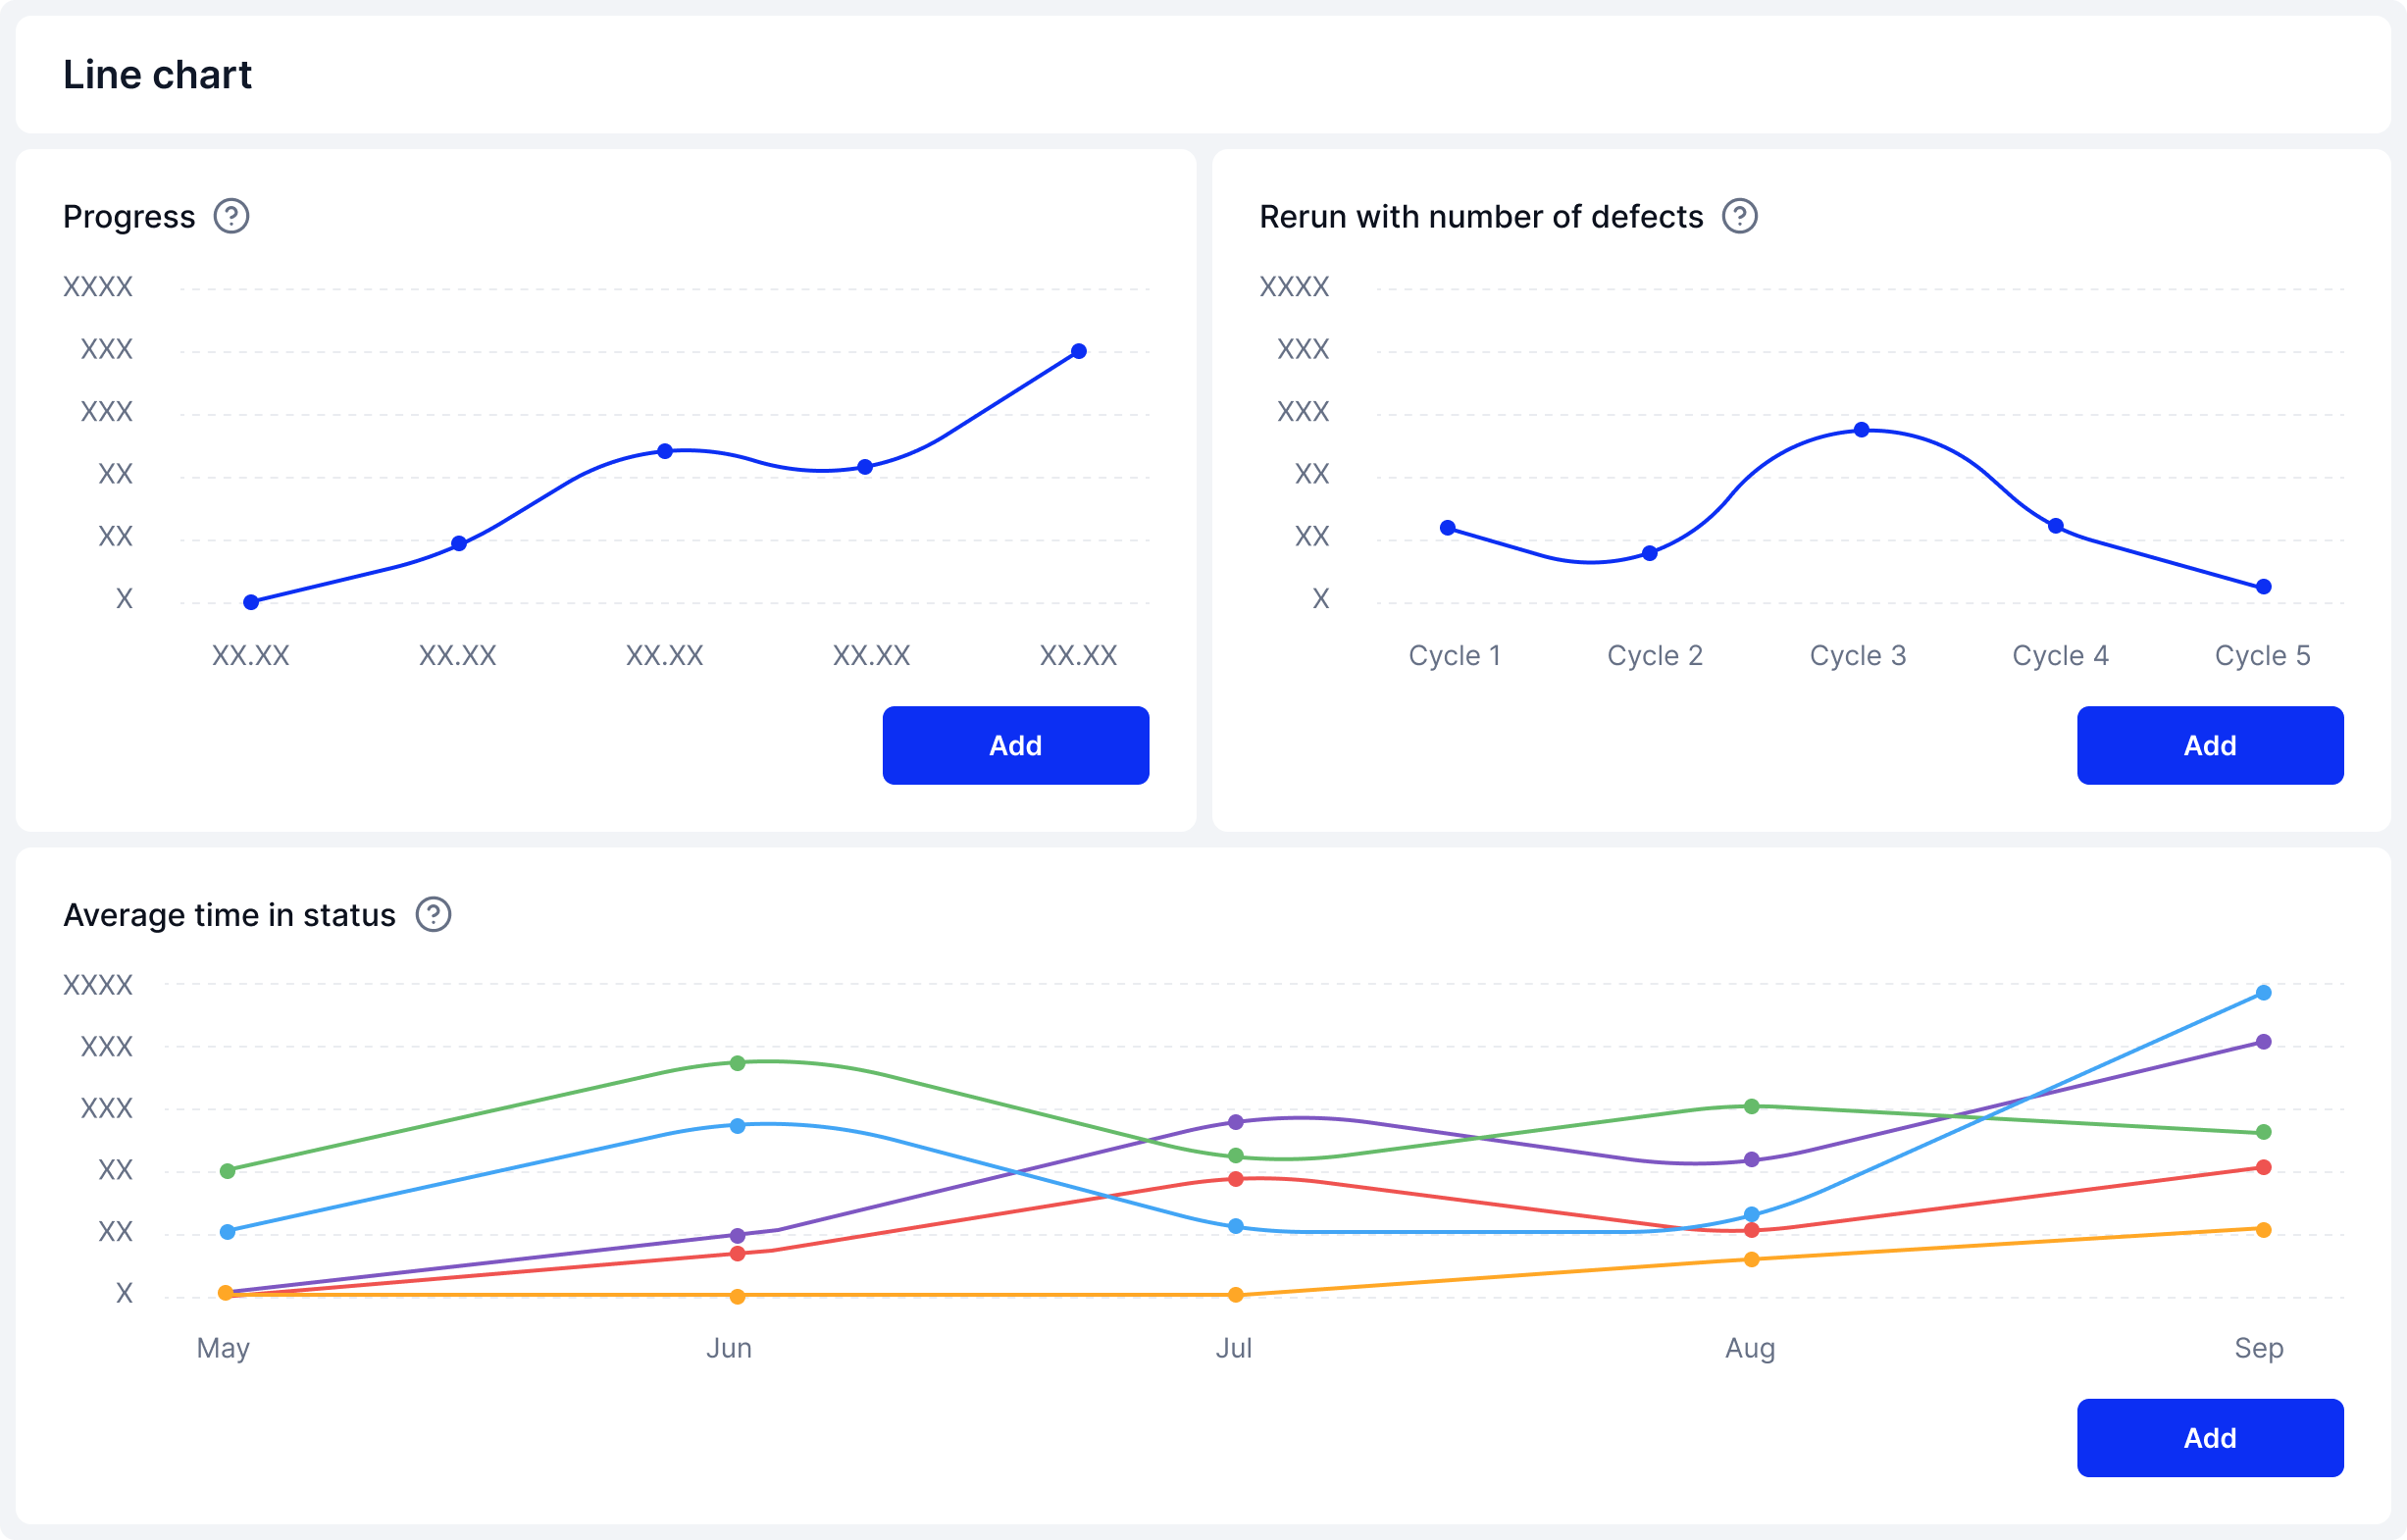 Line chart
Progress
XXXX
XXX
XXX
XX
XX
X
XX.XX XX.XX XX.XX XX.XX XX.XX
Add
Rerun with number of defects
XXXX
XXX
XXX
XX
XX
X
Cycle 1 Cycle 2 Cycle 3 Cycle 4 Cycle 5
Add
Average time in status
XXXX
XXX
XXX
XX
XX
X
May Jun Jul Aug Sep
Add